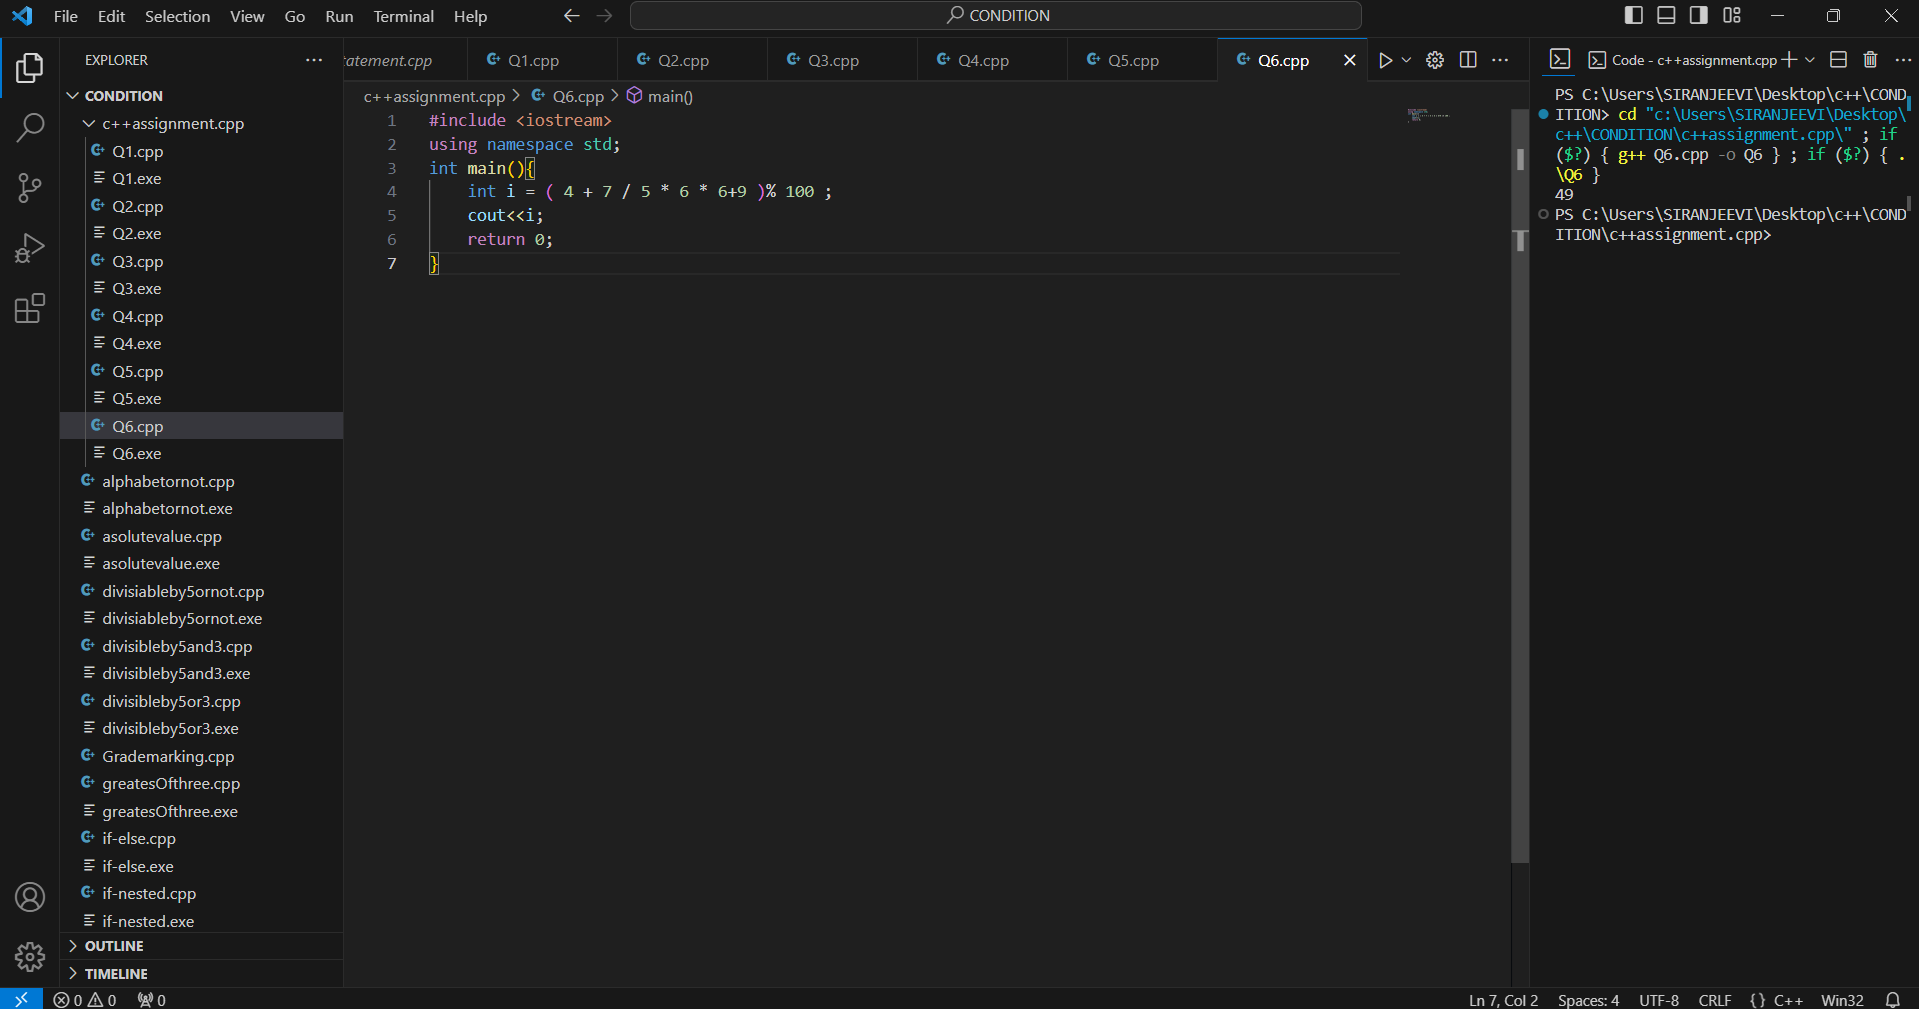 File Edit Selection View Go Run Terminal Help
CONDITION
EXPLORER
CONDITION
c++assignment.cpp
Q1.cpp
Q1.exe
Q2.cpp
Q2.exe
Q3.cpp
Q3.exe
Q4.cpp
Q4.exe
Q5.cpp
Q5.exe
Q6.cpp
Q6.exe
alphabetornot.cpp
alphabetornot.exe
asolutevalue.cpp
asolutevalue.exe
divisiableby5ornot.cpp
divisiableby5ornot.exe
divisibleby5and3.cpp
divisibleby5and3.exe
divisibleby5or3.cpp
divisibleby5or3.exe
Grademarking.cpp
greatesOfthree.cpp
greatesOfthree.exe
if-else.cpp
if-else.exe
if-nested.cpp
if-nested.exe
OUTLINE
TIMELINE
atement.cpp Q1.cpp Q2.cpp Q3.cpp Q4.cpp Q5.cpp Q6.cpp
c++assignment.cpp > Q6.cpp > main()
1 #include <iostream>
2 using namespace std;
3 int main(){
4 int i = ( 4 + 7 / 5 * 6 * 6+9 )% 100 ;
5 cout<<i;
6 return 0;
7 }
Code - c++assignment.cpp
PS C:\Users\SIRANJEEVI\Desktop\c++\COND
ITION> cd "c:\Users\SIRANJEEVI\Desktop\
c++\CONDITION\c++assignment.cpp\" ; if
($?) { g++ Q6.cpp -o Q6 } ; if ($?) { .
\Q6 }
49
PS C:\Users\SIRANJEEVI\Desktop\c++\COND
ITION\c++assignment.cpp>
0 0 0
Ln 7, Col 2 Spaces: 4 UTF-8 CRLF {} C++ Win32